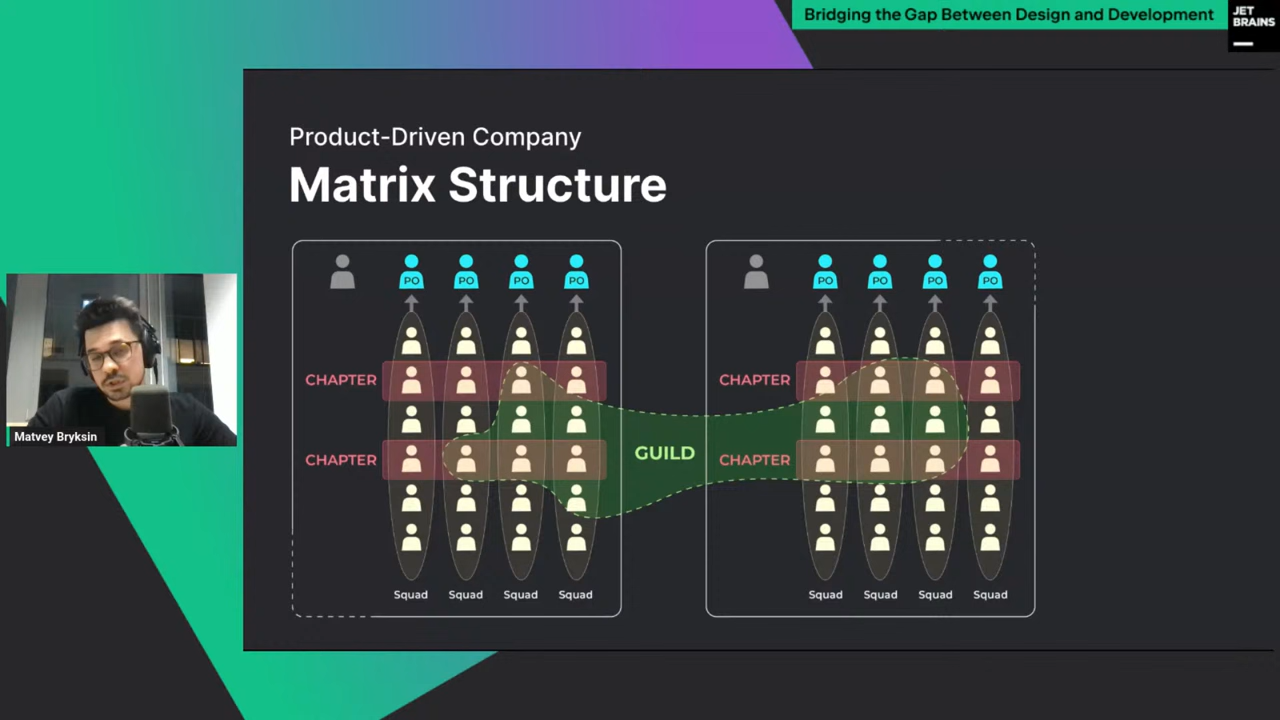 Bridging the Gap Between Design and Development
JET
BRAINS
Product-Driven Company
Matrix Structure
PO PO PO PO
PO PO PO PO
CHAPTER
CHAPTER
GUILD
CHAPTER
CHAPTER
Squad Squad Squad Squad
Squad Squad Squad Squad
Matvey Bryksin